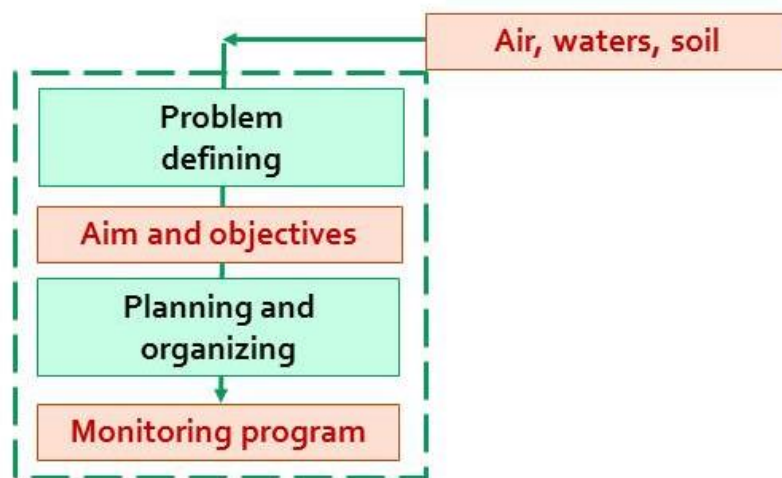 Air, waters, soil
Problem
defining
Aim and objectives
Planning and
organizing
Monitoring program